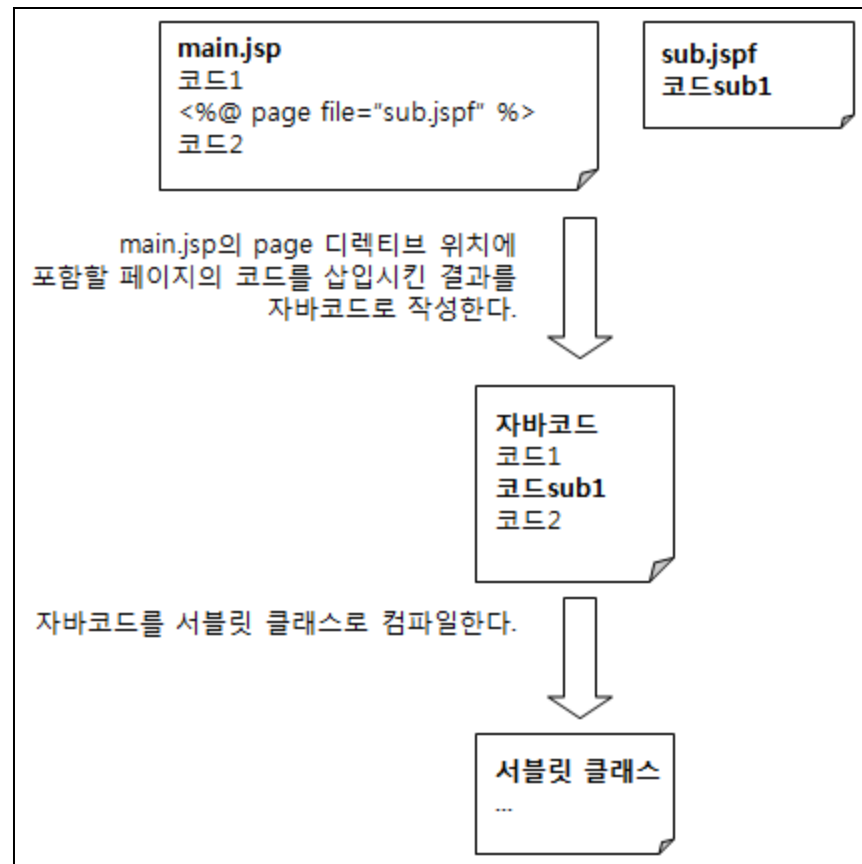 main.jsp
코드1
<%@ page file="sub.jspf" %>
코드2
sub.jspf
코드sub1
main.jsp의 page 디렉티브 위치에
포함할 페이지의 코드를 삽입시킨 결과를
자바코드로 작성한다.
자바코드
코드1
코드sub1
코드2
자바코드를 서블릿 클래스로 컴파일한다.
서블릿 클래스
...